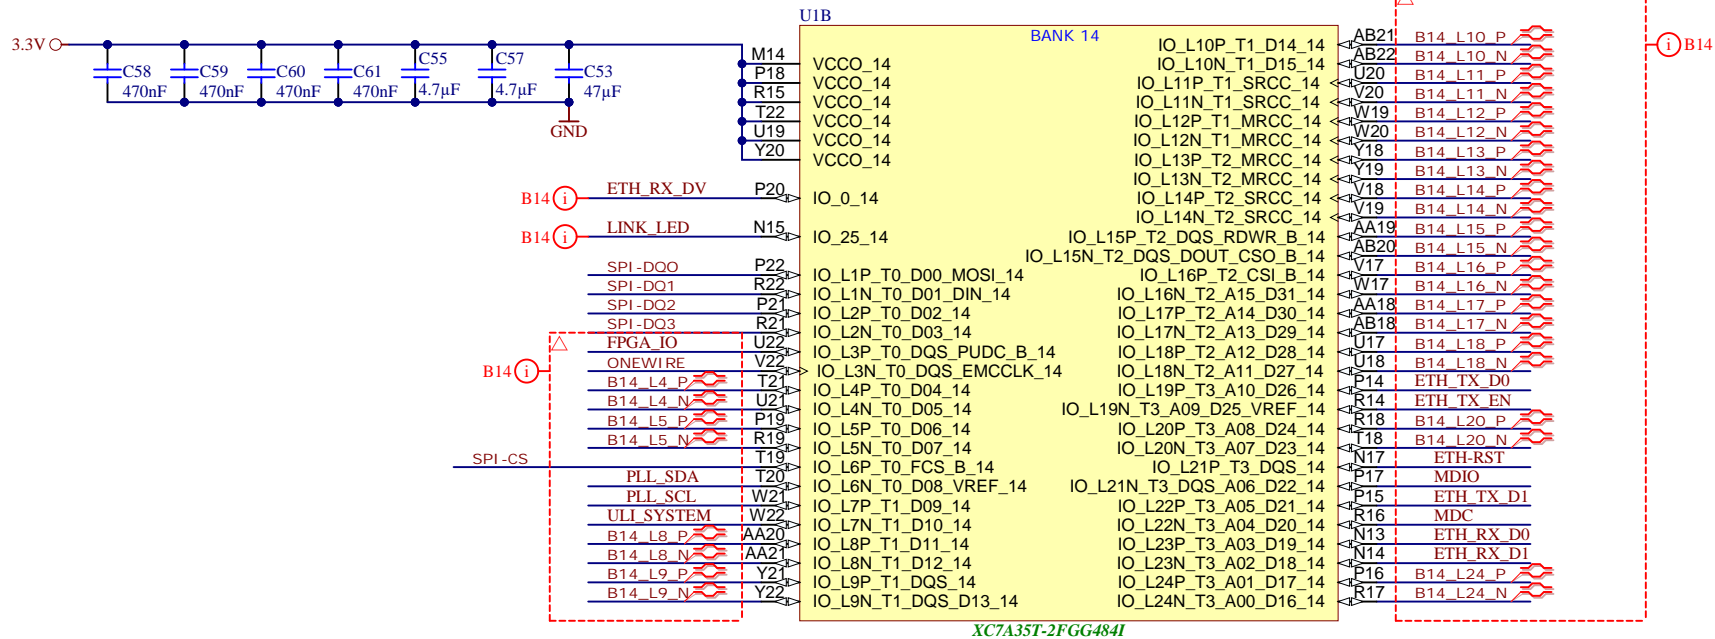 U1B
BANK 14
3.3V
C58 470nF
C59 470nF
C60 470nF
C61 470nF
C55 4.7µF
C57 4.7µF
C53 47µF
GND
M14 VCCO_14
P18 VCCO_14
R15 VCCO_14
T22 VCCO_14
U19 VCCO_14
Y20 VCCO_14
B14 i ETH_RX_DV P20 IO_0_14
B14 i LINK_LED N15 IO_25_14
SPI-DQ0 P22 IO_L1P_T0_D00_MOSI_14
SPI-DQ1 R22 IO_L1N_T0_D01_DIN_14
SPI-DQ2 P21 IO_L2P_T0_D02_14
SPI-DQ3 R21 IO_L2N_T0_D03_14
FPGA_IO U22 IO_L3P_T0_DQS_PUDC_B_14
B14 i ONEWIRE V22 IO_L3N_T0_DQS_EMCCLK_14
B14_L4_P T21 IO_L4P_T0_D04_14
B14_L4_N U21 IO_L4N_T0_D05_14
B14_L5_P P19 IO_L5P_T0_D06_14
B14_L5_N R19 IO_L5N_T0_D07_14
SPI-CS T19 IO_L6P_T0_FCS_B_14
PLL_SDA T20 IO_L6N_T0_D08_VREF_14
PLL_SCL W21 IO_L7P_T1_D09_14
ULI_SYSTEM W22 IO_L7N_T1_D10_14
B14_L8_P AA20 IO_L8P_T1_D11_14
B14_L8_N AA21 IO_L8N_T1_D12_14
B14_L9_P Y21 IO_L9P_T1_DQS_14
B14_L9_N Y22 IO_L9N_T1_DQS_D13_14
IO_L10P_T1_D14_14 AB21 B14_L10_P i B14
IO_L10N_T1_D15_14 AB22 B14_L10_N
IO_L11P_T1_SRCC_14 U20 B14_L11_P
IO_L11N_T1_SRCC_14 V20 B14_L11_N
IO_L12P_T1_MRCC_14 W19 B14_L12_P
IO_L12N_T1_MRCC_14 W20 B14_L12_N
IO_L13P_T2_MRCC_14 Y18 B14_L13_P
IO_L13N_T2_MRCC_14 Y19 B14_L13_N
IO_L14P_T2_SRCC_14 V18 B14_L14_P
IO_L14N_T2_SRCC_14 V19 B14_L14_N
IO_L15P_T2_DQS_RDWR_B_14 AA19 B14_L15_P
IO_L15N_T2_DQS_DOUT_CSO_B_14 AB20 B14_L15_N
IO_L16P_T2_CSI_B_14 V17 B14_L16_P
IO_L16N_T2_A15_D31_14 W17 B14_L16_N
IO_L17P_T2_A14_D30_14 AA18 B14_L17_P
IO_L17N_T2_A13_D29_14 AB18 B14_L17_N
IO_L18P_T2_A12_D28_14 U17 B14_L18_P
IO_L18N_T2_A11_D27_14 U18 B14_L18_N
IO_L19P_T3_A10_D26_14 P14 ETH_TX_D0
IO_L19N_T3_A09_D25_VREF_14 R14 ETH_TX_EN
IO_L20P_T3_A08_D24_14 R18 B14_L20_P
IO_L20N_T3_A07_D23_14 T18 B14_L20_N
IO_L21P_T3_DQS_14 N17 ETH-RST
IO_L21N_T3_DQS_A06_D22_14 P17 MDIO
IO_L22P_T3_A05_D21_14 P15 ETH_TX_D1
IO_L22N_T3_A04_D20_14 R16 MDC
IO_L23P_T3_A03_D19_14 N13 ETH_RX_D0
IO_L23N_T3_A02_D18_14 N14 ETH_RX_D1
IO_L24P_T3_A01_D17_14 P16 B14_L24_P
IO_L24N_T3_A00_D16_14 R17 B14_L24_N
XC7A35T-2FGG484I